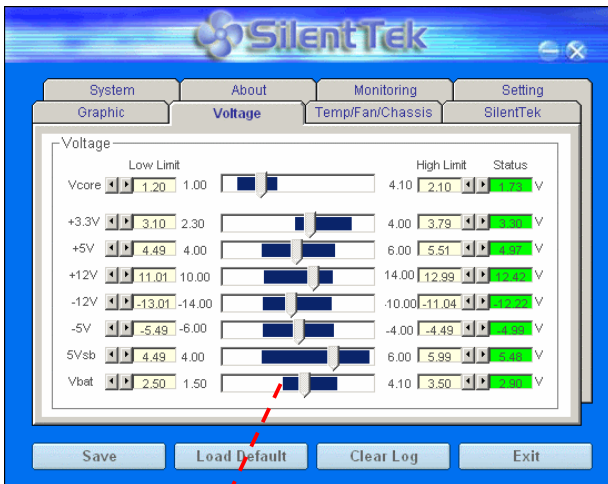 SilentTek
System About Monitoring Setting
Graphic Voltage Temp/Fan/Chassis SilentTek
Voltage
Low Limit High Limit Status
Vcore 1.20 1.00 4.10 2.10 1.73 V
+3.3V 3.10 2.30 4.00 3.79 3.30 V
+5V 4.49 4.00 6.00 5.51 4.97 V
+12V 11.01 10.00 14.00 12.99 12.42 V
-12V -13.01 -14.00 -10.00 -11.04 -12.22 V
-5V -5.49 -6.00 -4.00 -4.49 -4.99 V
5Vsb 4.49 4.00 6.00 5.99 5.48 V
Vbat 2.50 1.50 4.10 3.50 2.90 V
Save Load Default Clear Log Exit